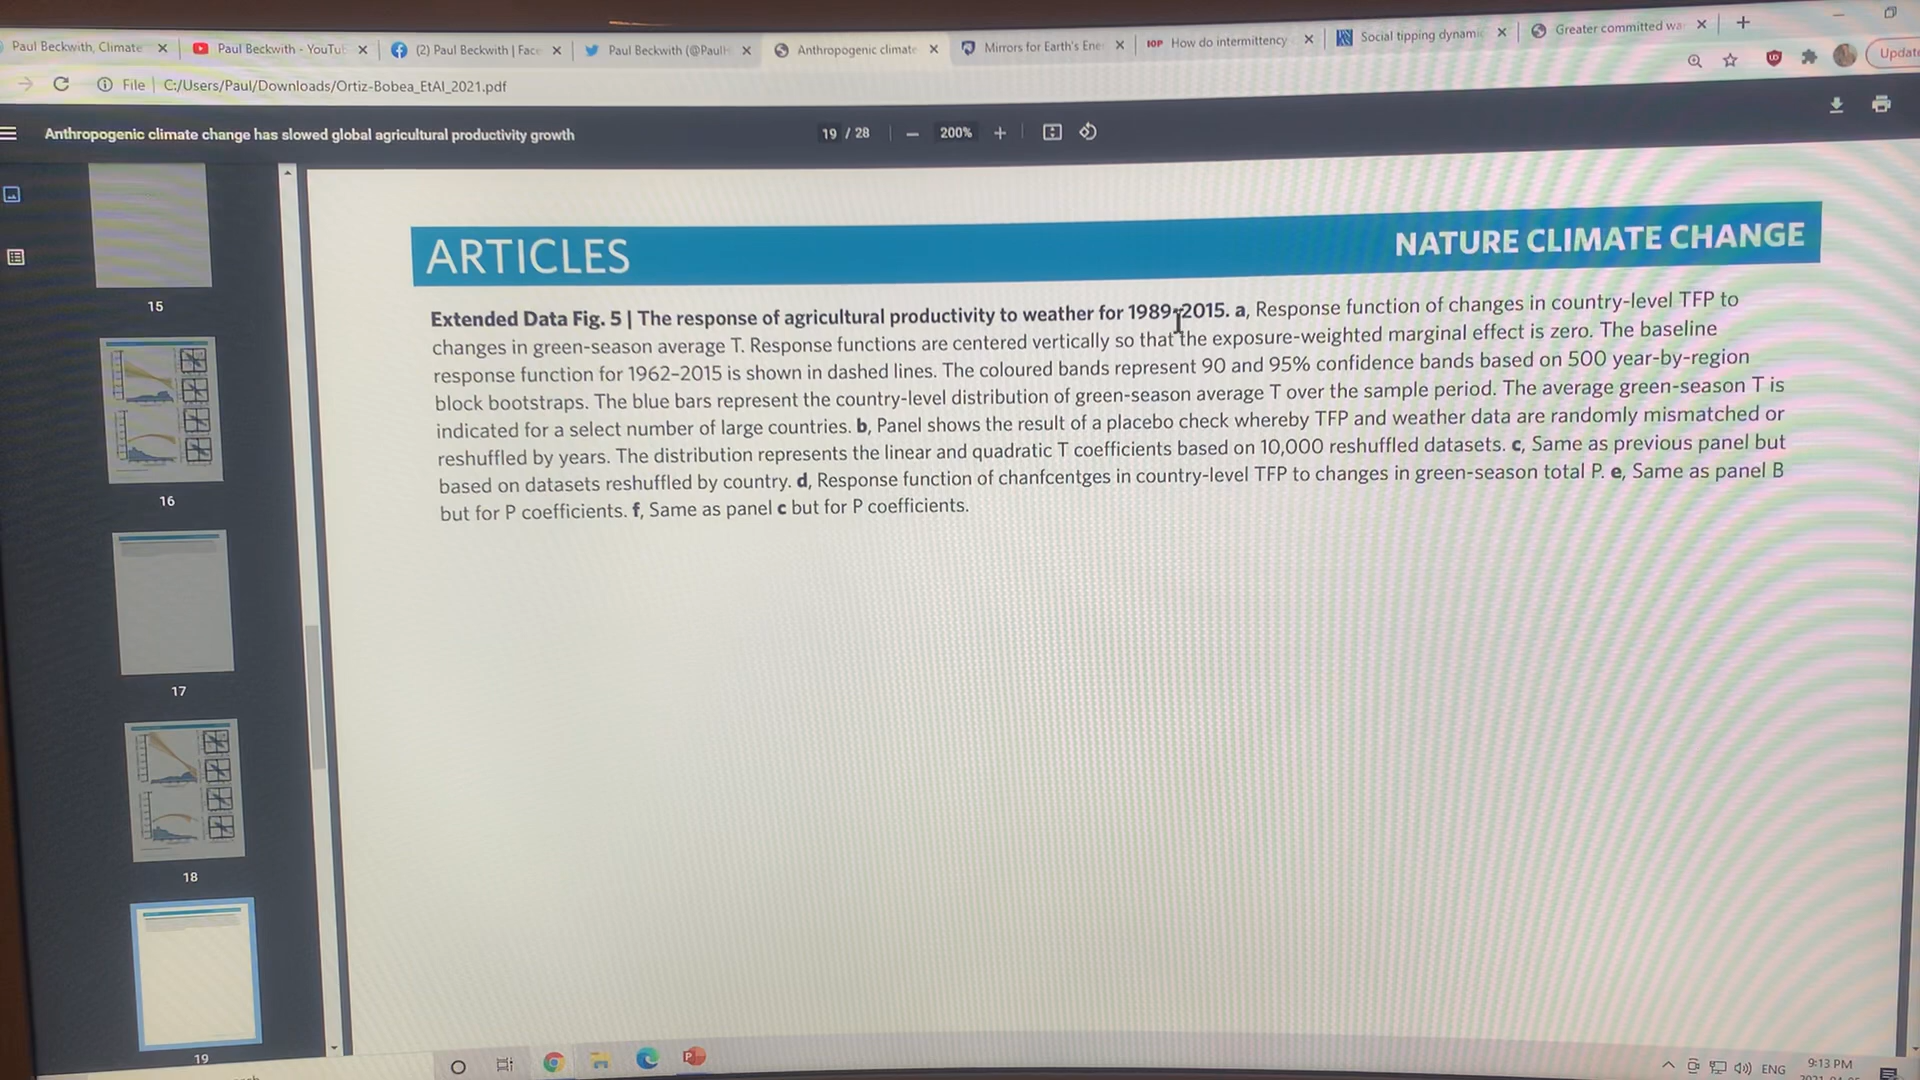 Paul Beckwith, Climate
Paul Beckwith - YouTu
(2) Paul Beckwith | Face
Paul Beckwith (@PaulH
Anthropogenic climate
Mirrors for Earth's Ene
IOP How do intermittency
Social tipping dynamic
Greater committed wa
File | C:/Users/Paul/Downloads/Ortiz-Bobea_EtAl_2021.pdf
Update
Anthropogenic climate change has slowed global agricultural productivity growth
19 / 28
200%
ARTICLES
NATURE CLIMATE CHANGE
Extended Data Fig. 5 | The response of agricultural productivity to weather for 1989–2015. a, Response function of changes in country-level TFP to
changes in green-season average T. Response functions are centered vertically so that the exposure-weighted marginal effect is zero. The baseline
response function for 1962–2015 is shown in dashed lines. The coloured bands represent 90 and 95% confidence bands based on 500 year-by-region
block bootstraps. The blue bars represent the country-level distribution of green-season average T over the sample period. The average green-season T is
indicated for a select number of large countries. b, Panel shows the result of a placebo check whereby TFP and weather data are randomly mismatched or
reshuffled by years. The distribution represents the linear and quadratic T coefficients based on 10,000 reshuffled datasets. c, Same as previous panel but
based on datasets reshuffled by country. d, Response function of chanfcentges in country-level TFP to changes in green-season total P. e, Same as panel B
but for P coefficients. f, Same as panel c but for P coefficients.
15
16
17
18
19
ENG
9:13 PM